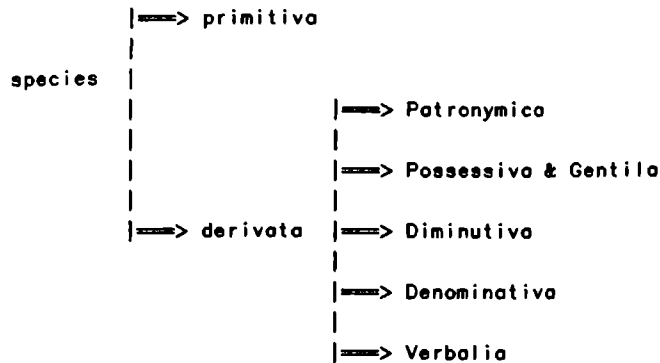 primitiva
species
Patronymica
Possessiva & Gentila
derivata Diminutiva
Denominativa
Verbalia